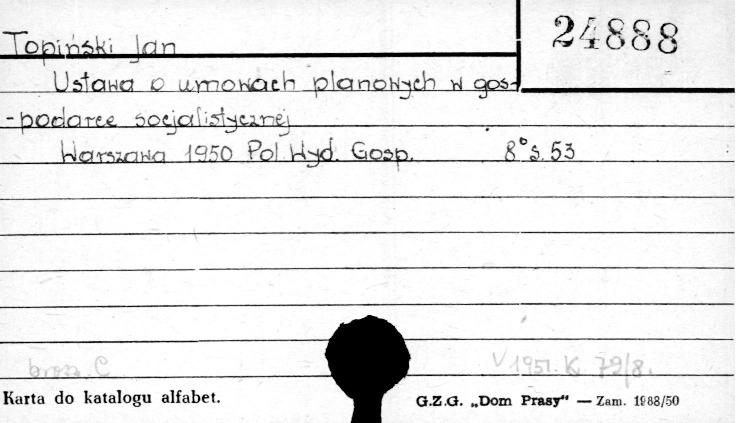 24888
Topiński Jan
Ustawa o umowach planowych w gos-
-podarce socjalistycznej
Warszawa 1950 Pol. Wyd. Gosp. 8° s. 53
brosz. C V 1951. K. 79/8.
Karta do katalogu alfabet. G.Z.G. „Dom Prasy“ — Zam. 1988/50